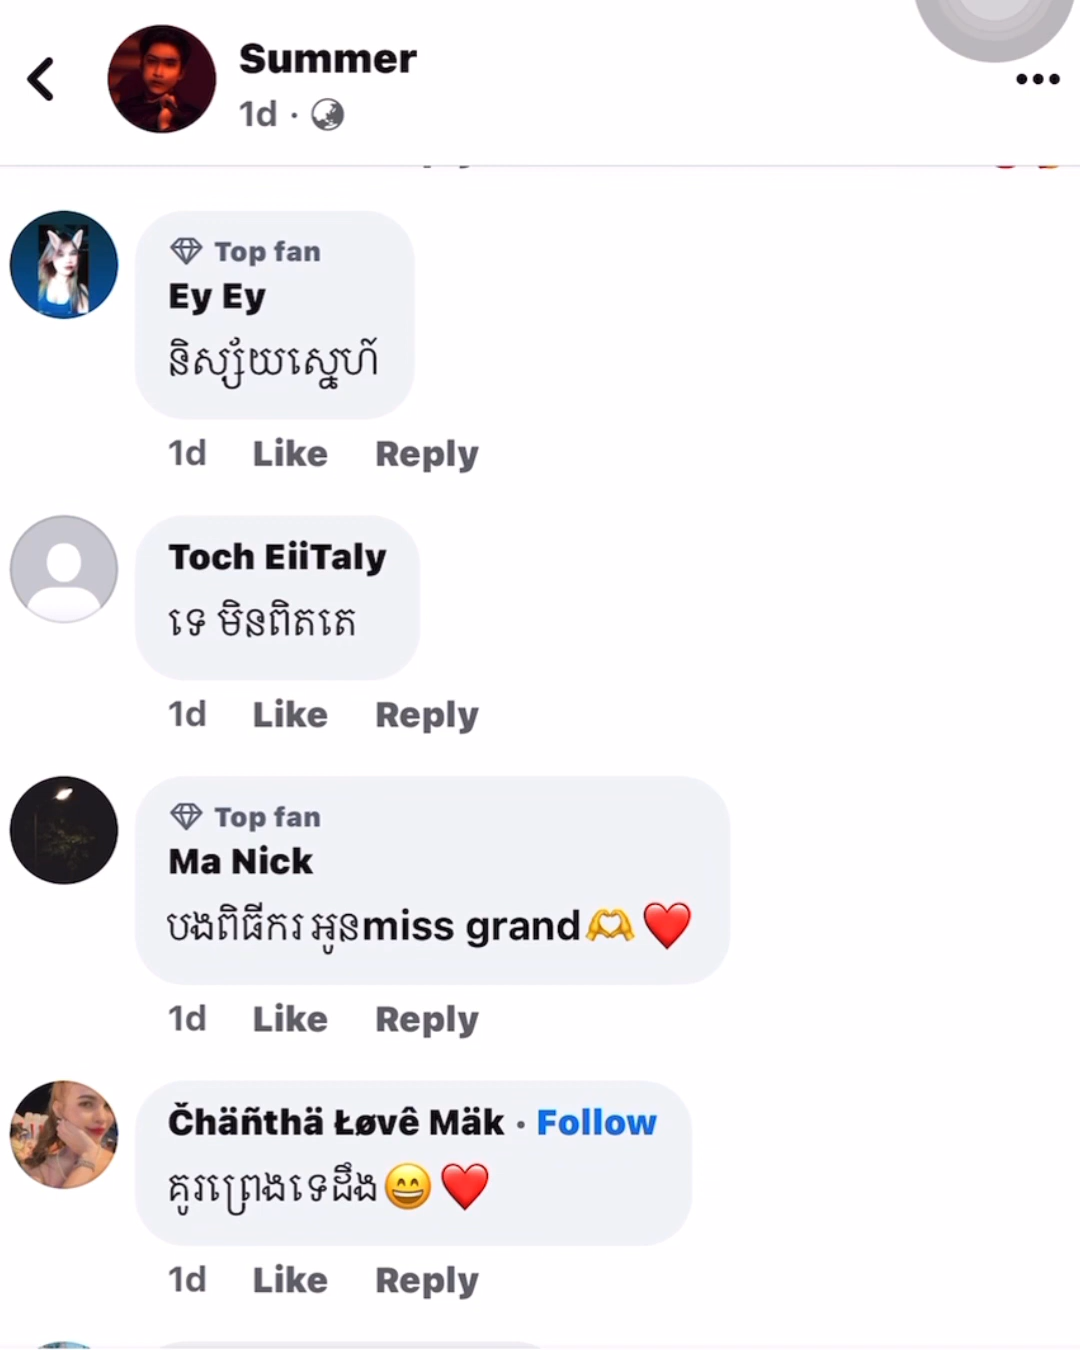 Summer
1d ·
Top fan
Ey Ey
និស្ស័យស្នេហ៍
1d Like Reply
Toch EiiTaly
ទេ មិនពិតតេ
1d Like Reply
Top fan
Ma Nick
បងពិធីករ អូនmiss grand🫶❤️
1d Like Reply
Čhäñthä Łøvê Mäk · Follow
គូរព្រេងទេដឹង😄❤️
1d Like Reply